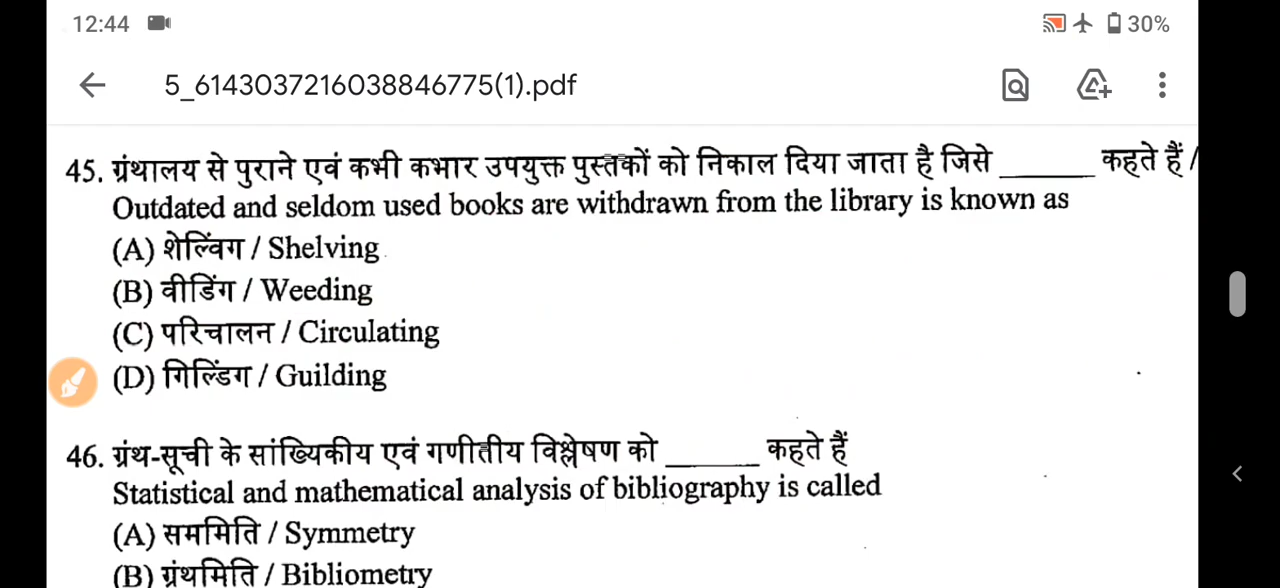 12:44 30%
5_6143037216038846775(1).pdf
45. ग्रंथालय से पुराने एवं कभी कभार उपयुक्त पुस्तकों को निकाल दिया जाता है जिसे ______ कहते हैं /
Outdated and seldom used books are withdrawn from the library is known as
(A) शेल्विंग / Shelving
(B) वीडिंग / Weeding
(C) परिचालन / Circulating
(D) गिल्डिंग / Guilding
46. ग्रंथ-सूची के सांख्यिकीय एवं गणीतीय विश्लेषण को ______ कहते हैं
Statistical and mathematical analysis of bibliography is called
(A) सममिति / Symmetry
(B) ग्रंथमिति / Bibliometry